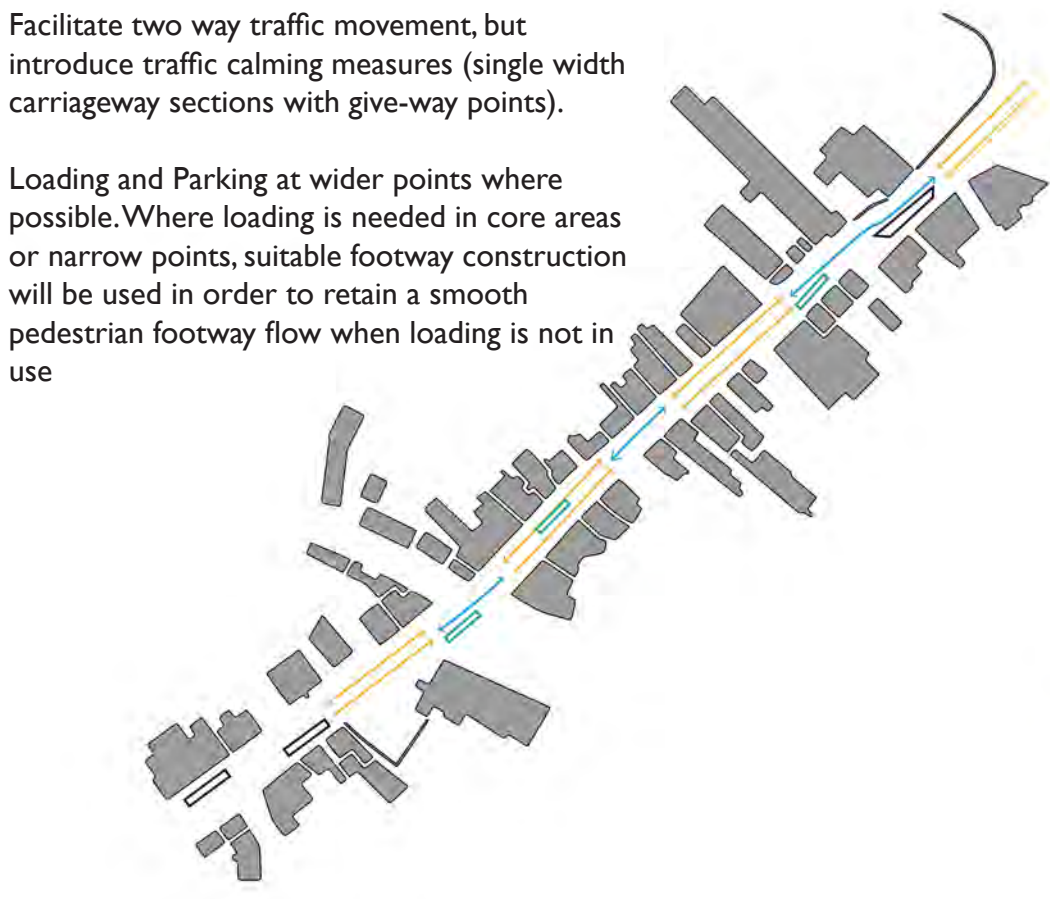 Facilitate two way traffic movement, but
introduce traffic calming measures (single width
carriageway sections with give-way points).
Loading and Parking at wider points where
possible. Where loading is needed in core areas
or narrow points, suitable footway construction
will be used in order to retain a smooth
pedestrian footway flow when loading is not in
use